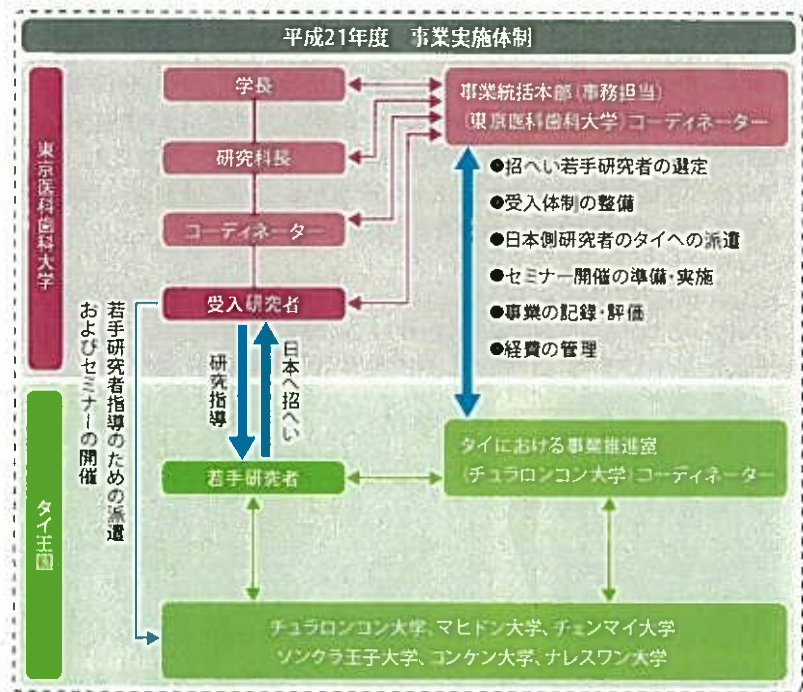 平成21年度 事業実施体制
東京医科歯科大学
学長
研究科長
コーディネーター
受入研究者
事業統括本部(事務担当)
(東京医科歯科大学)コーディネーター
●招へい若手研究者の選定
●受入体制の整備
●日本側研究者のタイへの派遣
●セミナー開催の準備・実施
●事業の記録・評価
●経費の管理
若手研究者指導のための派遣
およびセミナーの開催
研究指導
日本へ招へい
タイ王国
若手研究者
タイにおける事業推進室
(チュラロンコン大学)コーディネーター
チュラロンコン大学、マヒドン大学、チェンマイ大学
ソンクラ王子大学、コンケン大学、ナレスワン大学